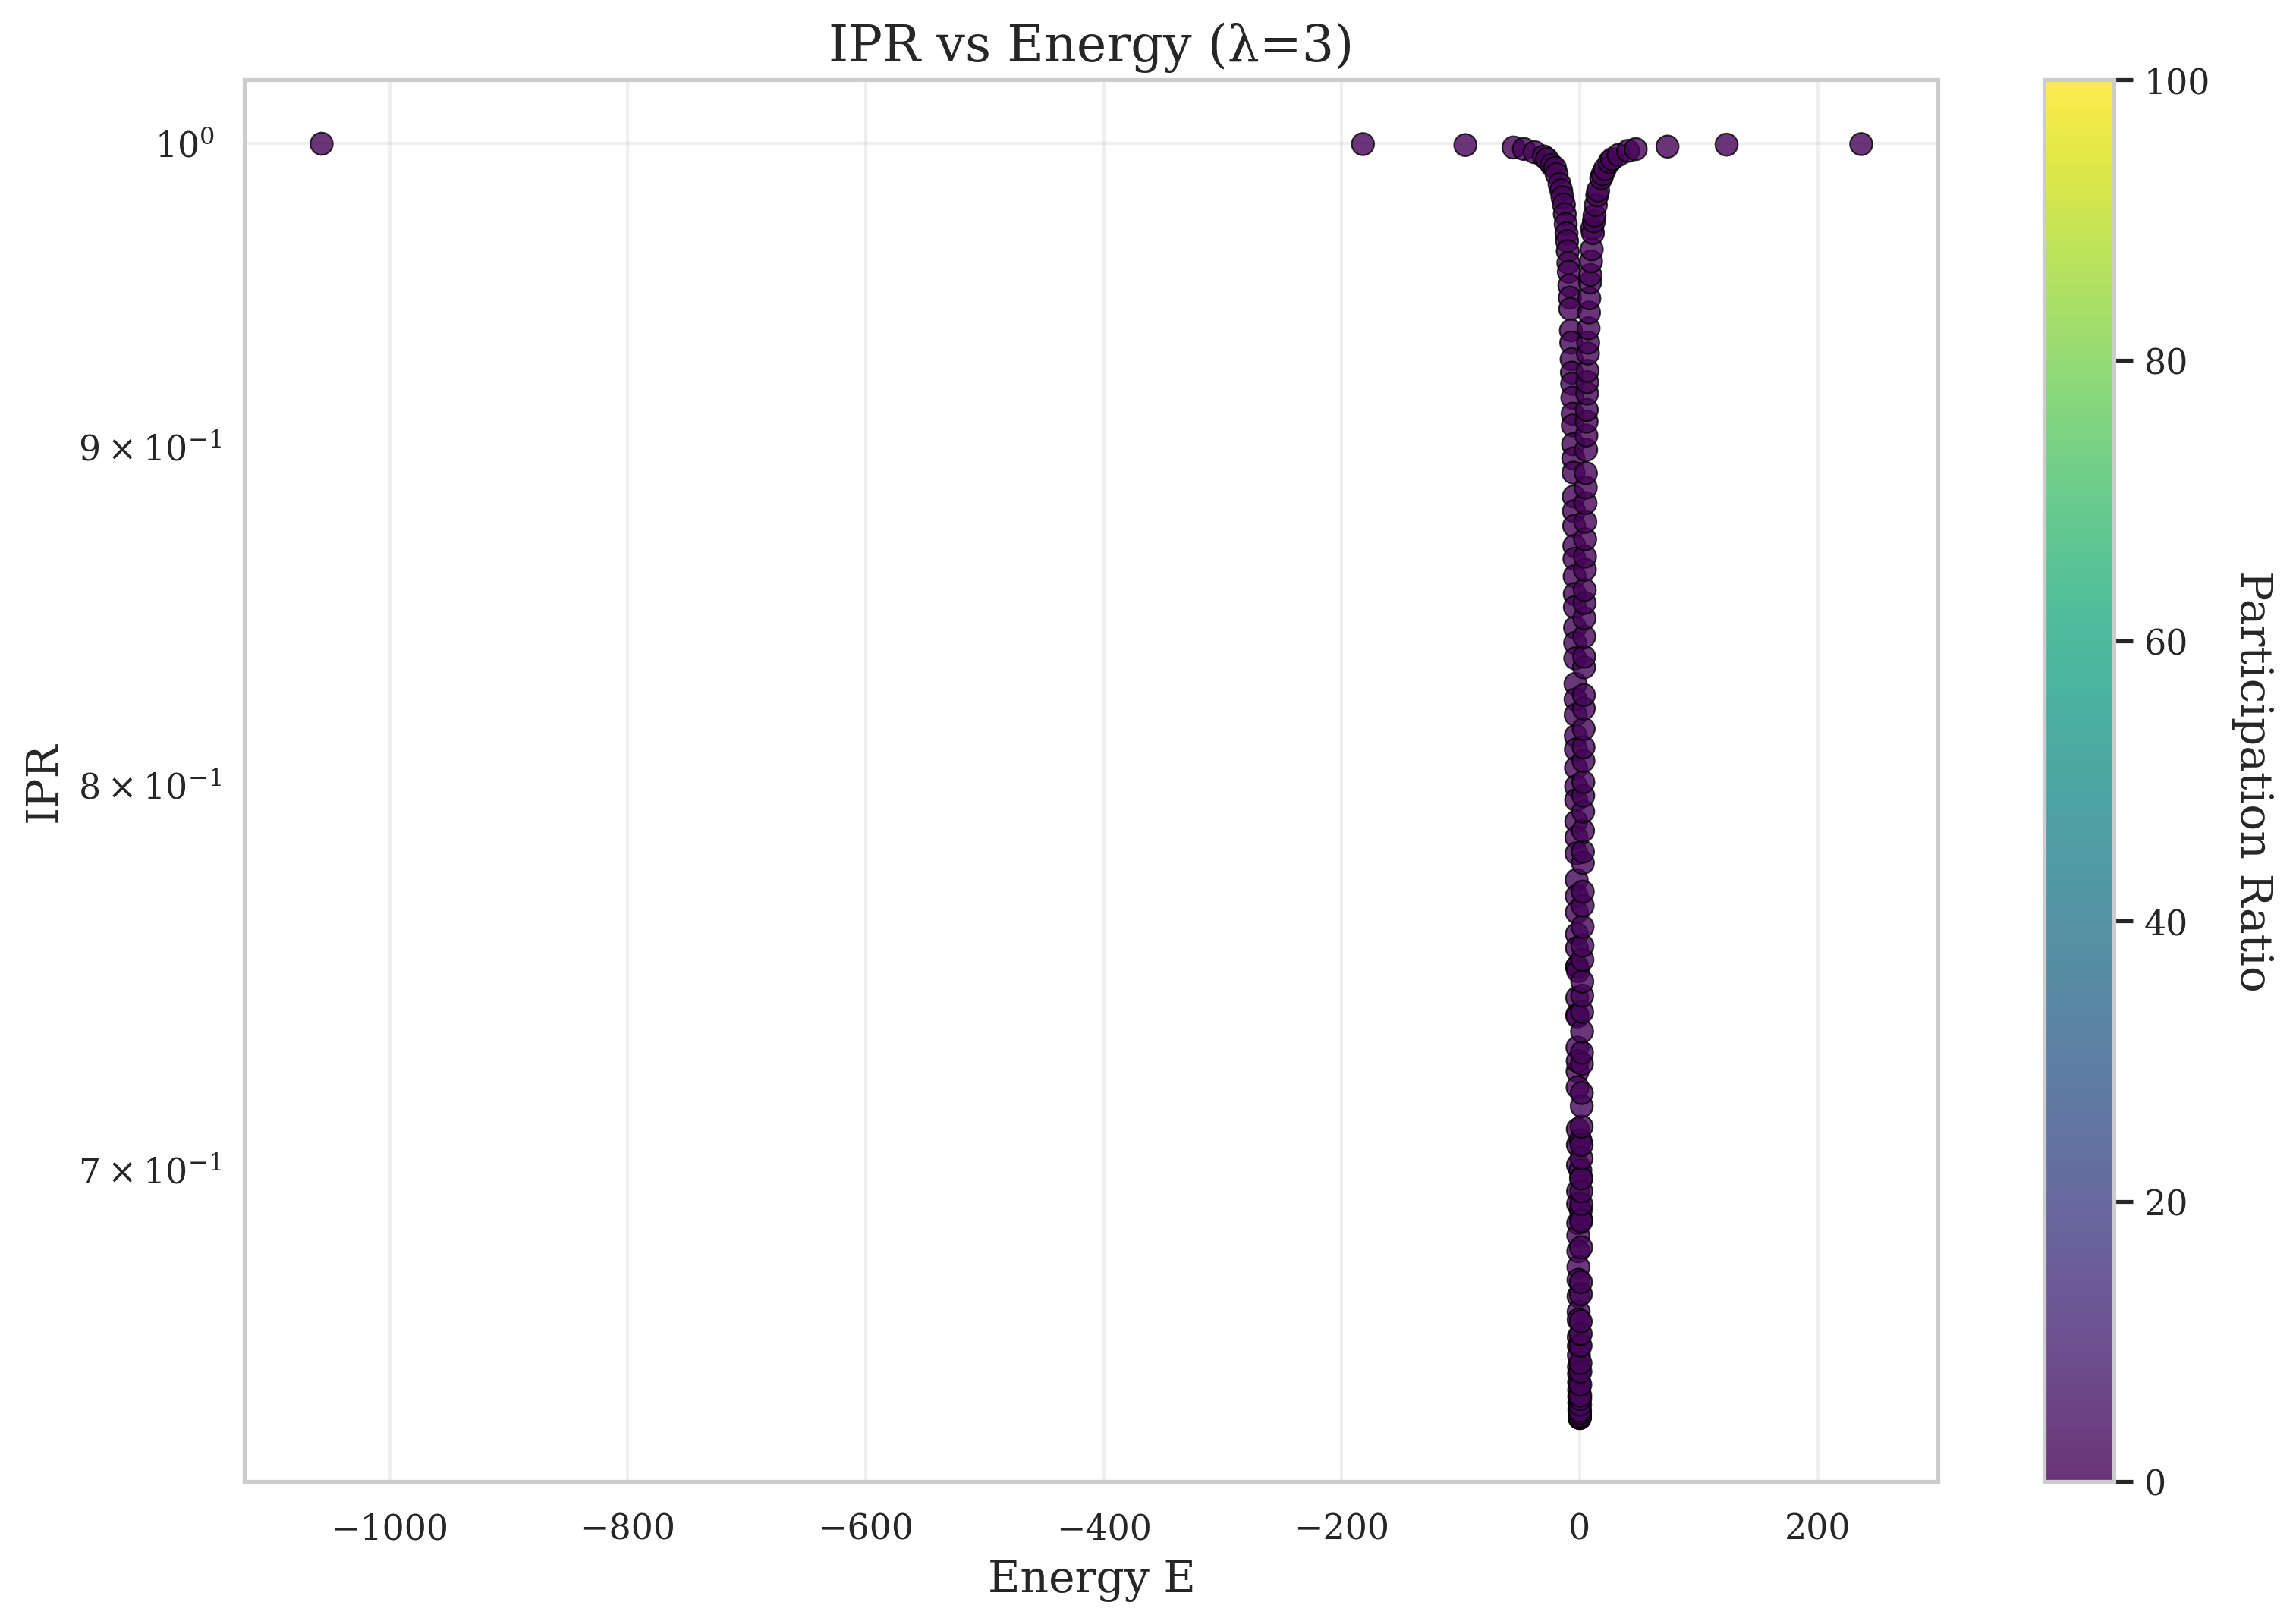 IPR vs Energy (λ=3)
10⁰
9 × 10⁻¹
8 × 10⁻¹
7 × 10⁻¹
IPR
−1000 −800 −600 −400 −200 0 200
Energy E
100
80
60
40
20
0
Participation Ratio